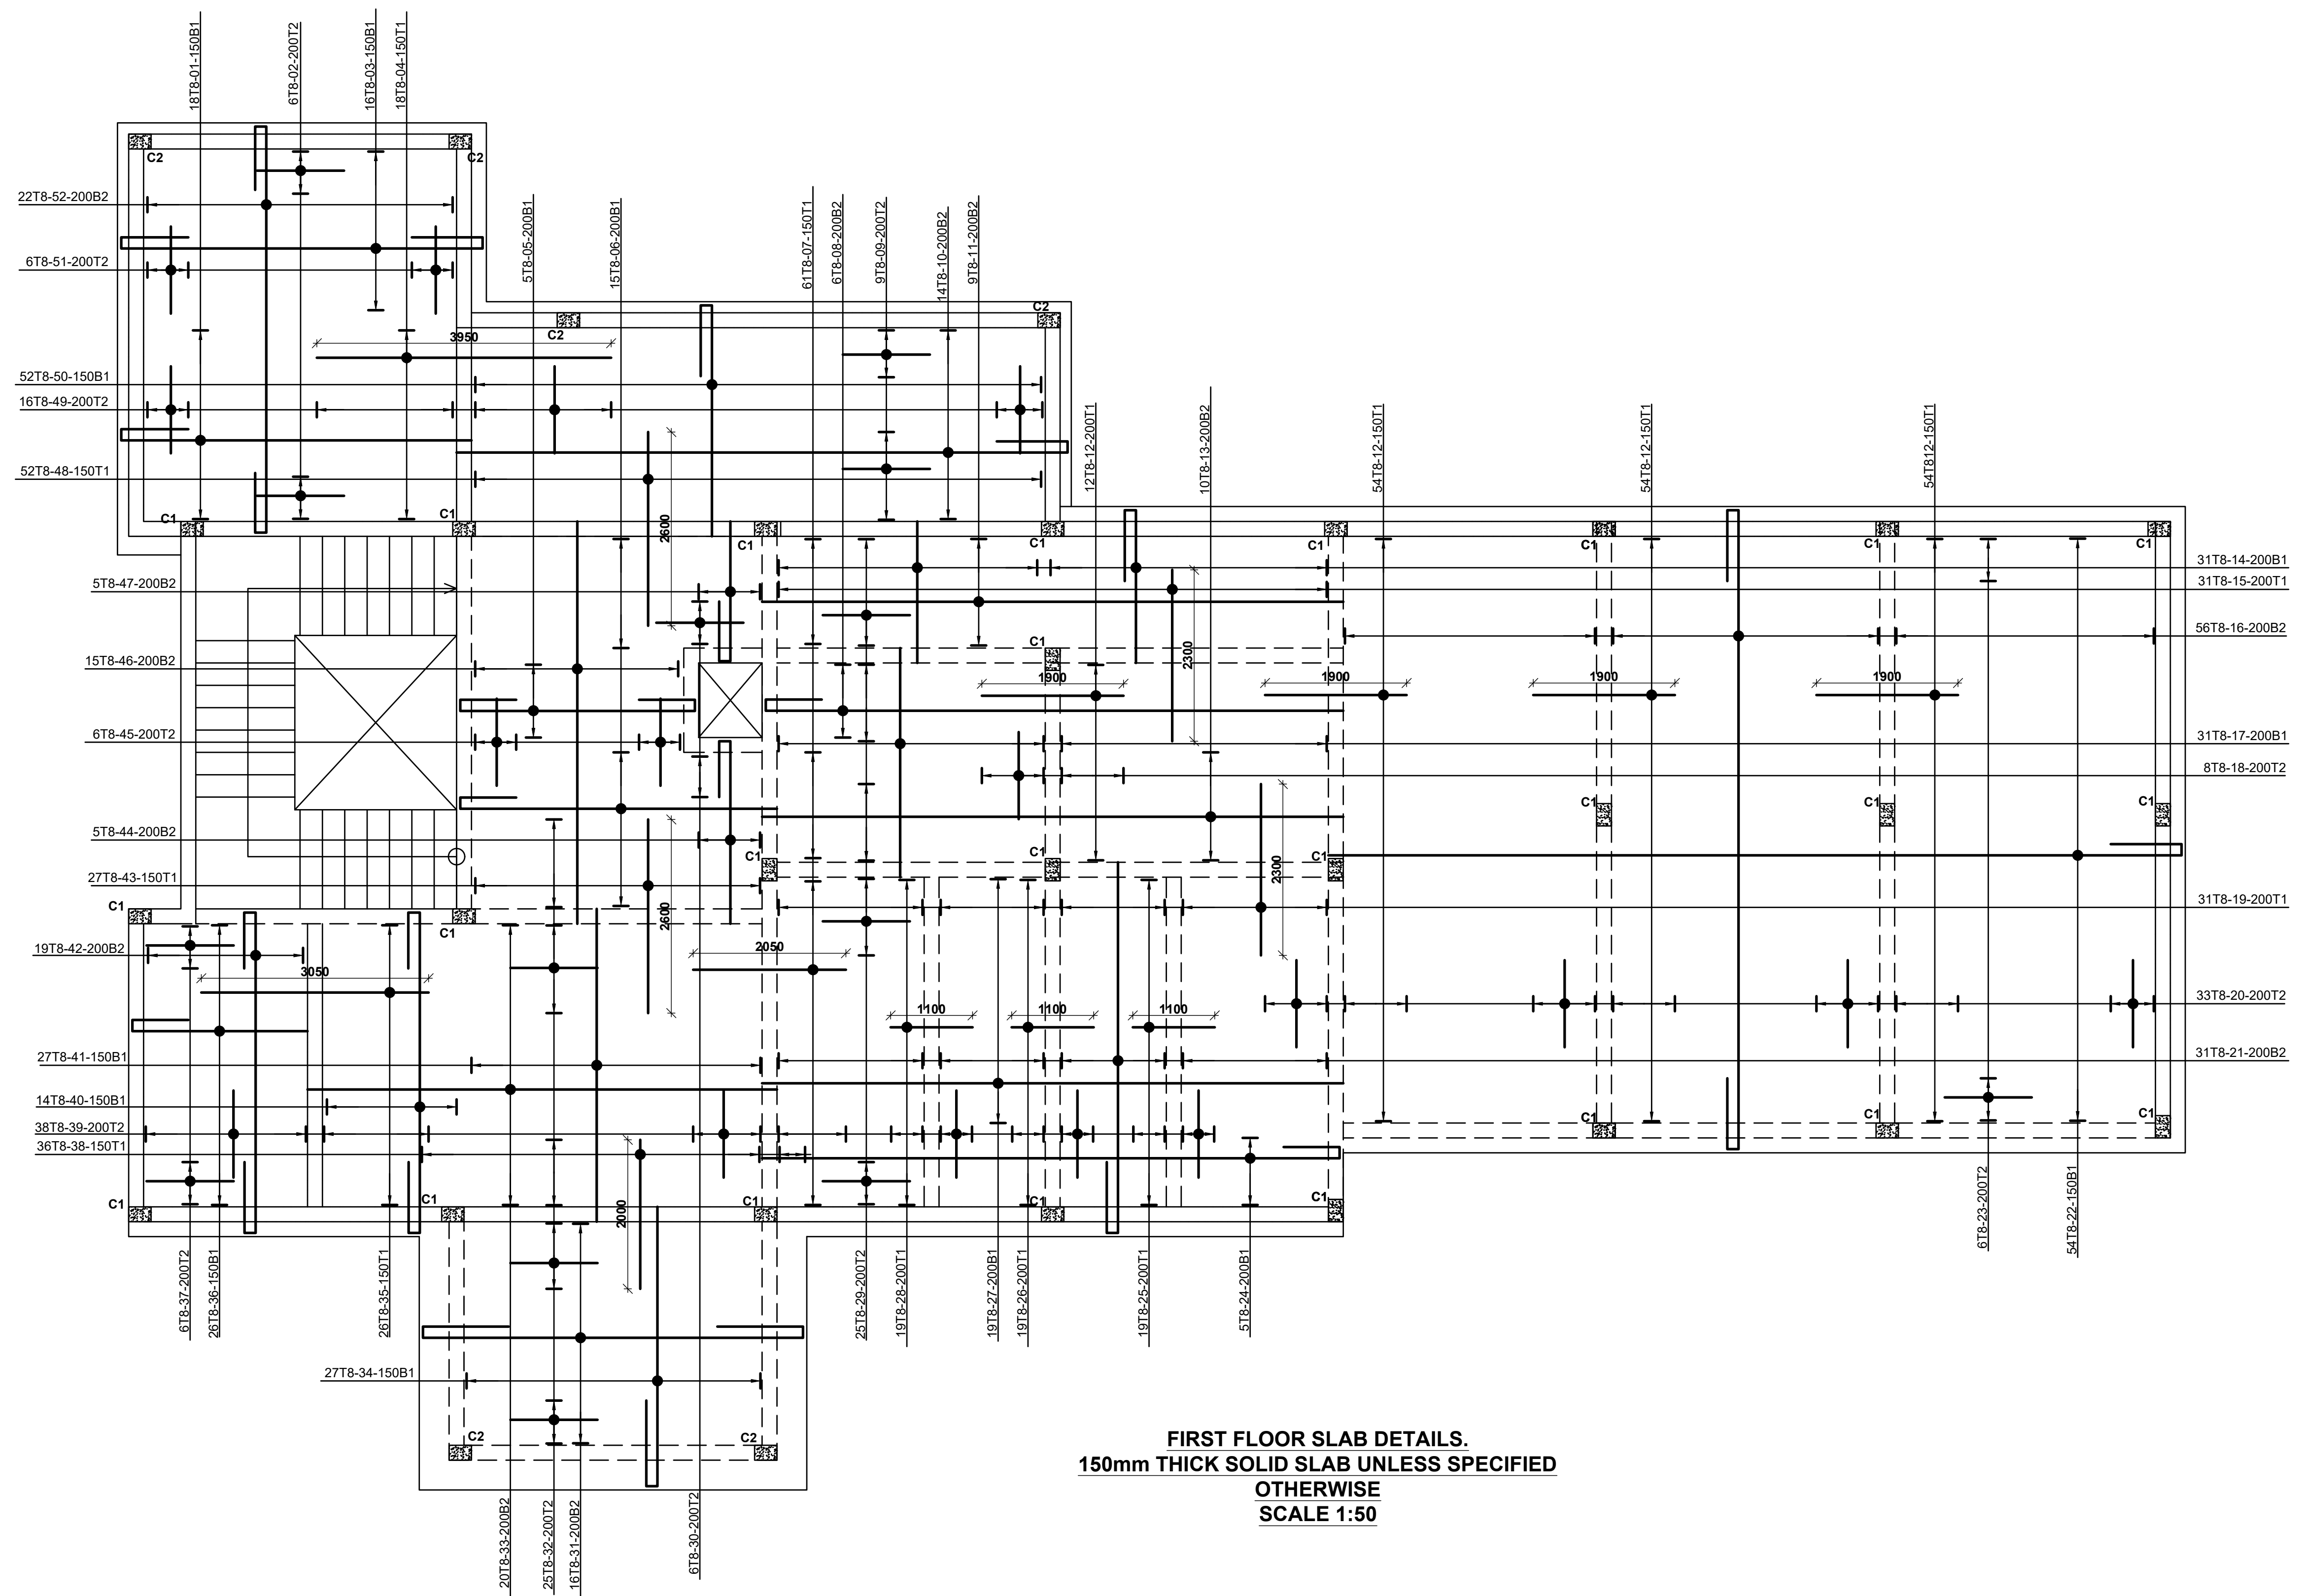 18T8-01-150B1
6T8-02-200T2
16T8-03-150B1
18T8-04-150T1
C2
C2
22T8-52-200B2
6T8-51-200T2
5T8-05-200B1
15T8-06-200B1
61T8-07-150T1
6T8-08-200B2
9T8-09-200T2
14T8-10-200B2
9T8-11-200B2
C2
C2
3950
52T8-50-150B1
16T8-49-200T2
52T8-48-150T1
12T8-12-200T1
10T8-13-200B2
54T8-12-150T1
54T8-12-150T1
54T812-150T1
2600
C1
C1
C1
C1
C1
C1
C1
C1
31T8-14-200B1
31T8-15-200T1
5T8-47-200B2
56T8-16-200B2
C1
2300
15T8-46-200B2
1900
1900
1900
1900
6T8-45-200T2
31T8-17-200B1
8T8-18-200T2
C1
C1
C1
5T8-44-200B2
C1
C1
C1
2300
27T8-43-150T1
2600
31T8-19-200T1
C1
C1
19T8-42-200B2
2050
3050
33T8-20-200T2
1100
1100
1100
27T8-41-150B1
31T8-21-200B2
14T8-40-150B1
38T8-39-200T2
36T8-38-150T1
C1
C1
C1
2000
C1
C1
C1
C1
C1
6T8-37-200T2
26T8-36-150B1
26T8-35-150T1
25T8-29-200T2
19T8-28-200T1
19T8-27-200B1
19T8-26-200T1
19T8-25-200T1
5T8-24-200B1
6T8-23-200T2
54T8-22-150B1
27T8-34-150B1
C2
C2
20T8-33-200B2
25T8-32-200T2
16T8-31-200B2
6T8-30-200T2
FIRST FLOOR SLAB DETAILS.
150mm THICK SOLID SLAB UNLESS SPECIFIED
OTHERWISE
SCALE 1:50